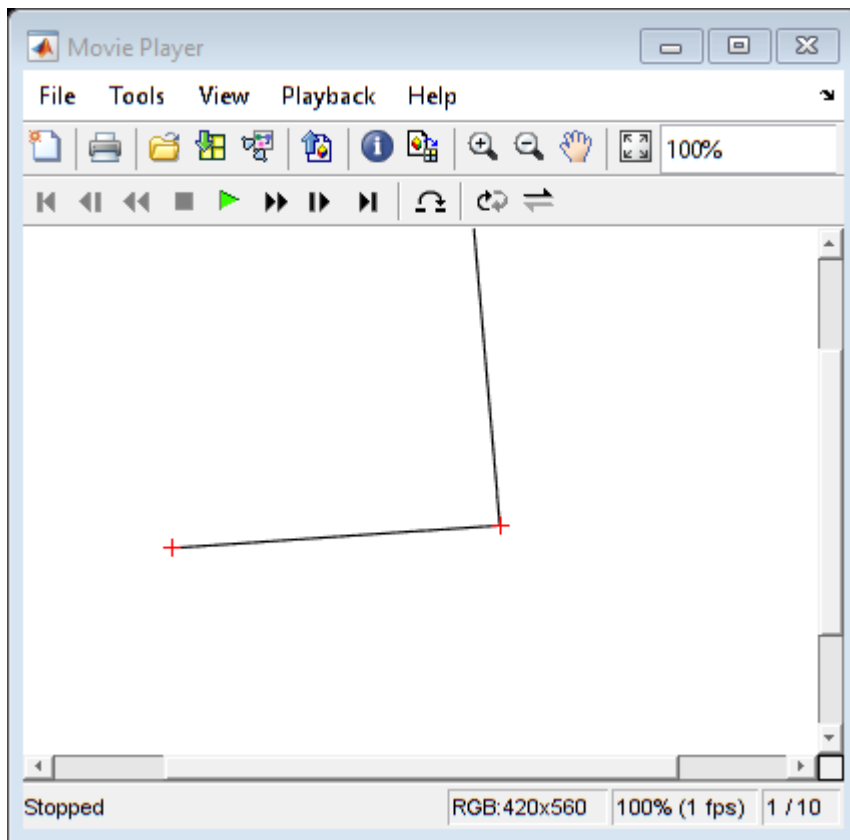 Movie Player
File Tools View Playback Help
100%
Stopped RGB:420x560 100% (1 fps) 1 / 10